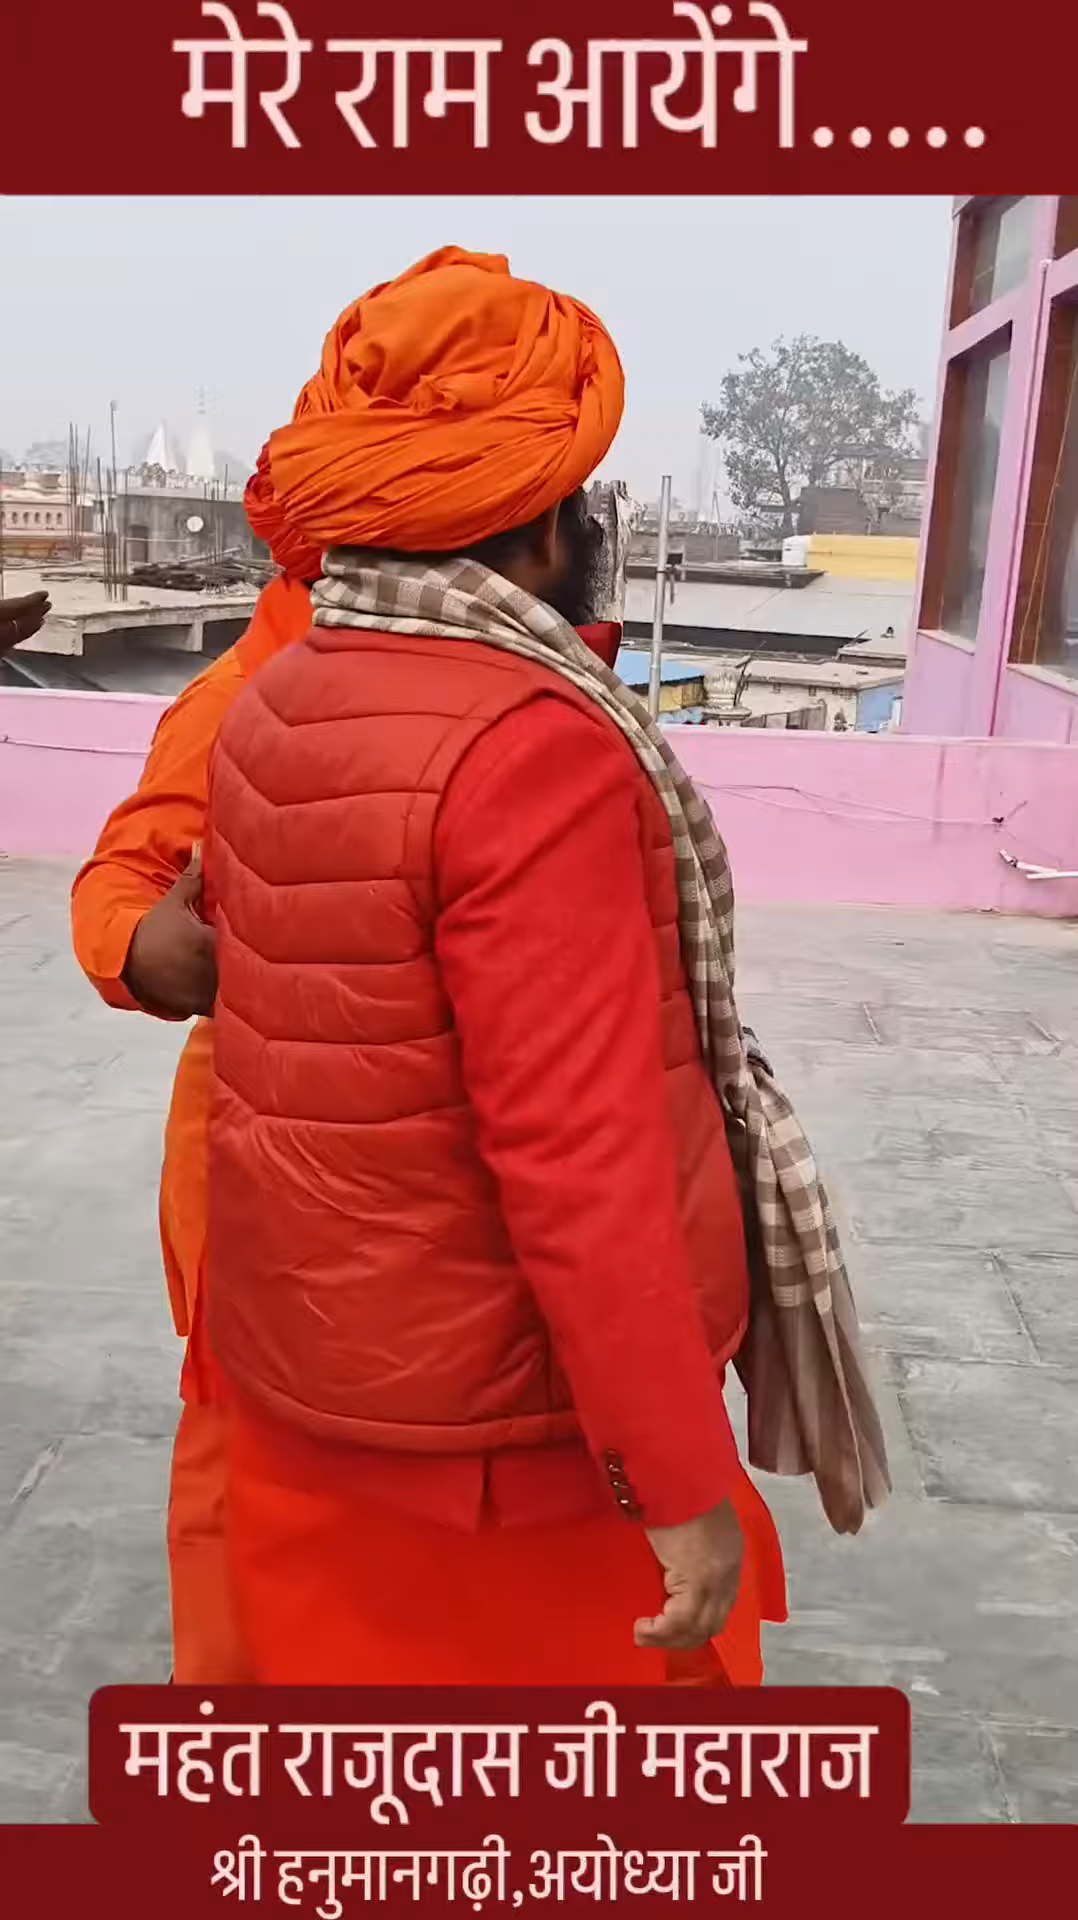 मेरे राम आयेंगे.....
महंत राजूदास जी महाराज
श्री हनुमानगढ़ी,अयोध्या जी